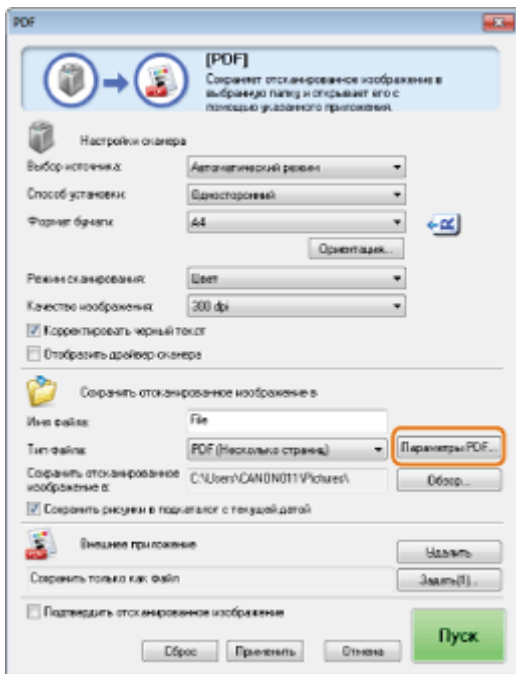 PDF
[PDF]
Сохраняет отсканированное изображение в
выбранную папку и открывает его с
помощью указанного приложения.
Настройки сканера
Выбор источника: Автоматический режим
Способ установки: Односторонний
Формат бумаги: A4
Ориентация...
Режим сканирования: Цвет
Качество изображения: 300 dpi
Корректировать черный текст
Отобразить драйвер сканера
Сохранить отсканированное изображение в
Имя файла: File
Тип файла: PDF (Несколько страниц) Параметры PDF...
Сохранить отсканированное
изображение в: C:\Users\CANON011\Pictures\ Обзор...
Сохранить рисунки в подкаталог с текущей датой
Внешнее приложение Удалить
Сохранить только как файл Задать(1)...
Подтвердить отсканированное изображение
Сброс Применить Отмена Пуск